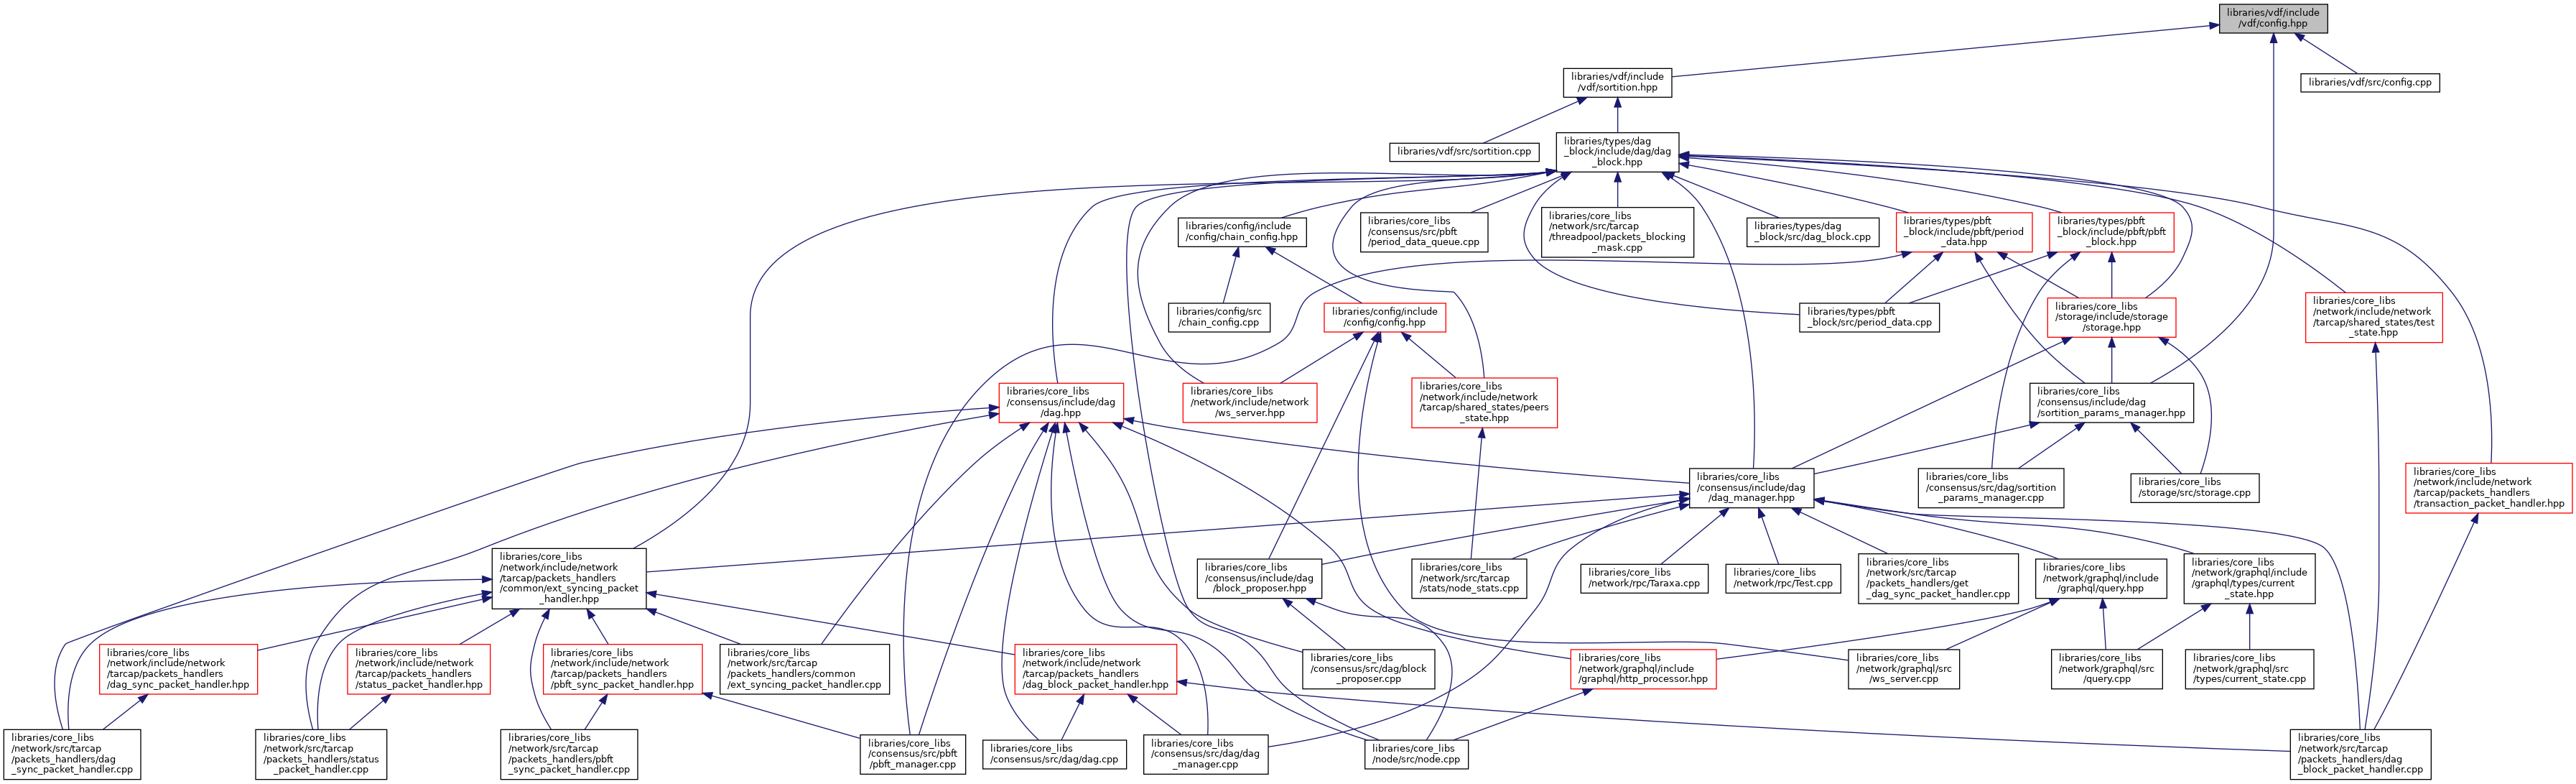 libraries/vdf/include
/vdf/config.hpp
libraries/vdf/include
/vdf/sortition.hpp
libraries/vdf/src/config.cpp
libraries/vdf/src/sortition.cpp
libraries/types/dag
_block/include/dag/dag
_block.hpp
libraries/config/include
/config/chain_config.hpp
libraries/core_libs
/consensus/src/pbft
/period_data_queue.cpp
libraries/core_libs
/network/src/tarcap
/threadpool/packets_blocking
_mask.cpp
libraries/types/dag
_block/src/dag_block.cpp
libraries/types/pbft
_block/include/pbft/period
_data.hpp
libraries/types/pbft
_block/include/pbft/pbft
_block.hpp
libraries/config/src
/chain_config.cpp
libraries/config/include
/config/config.hpp
libraries/types/pbft
_block/src/period_data.cpp
libraries/core_libs
/storage/include/storage
/storage.hpp
libraries/core_libs
/network/include/network
/tarcap/shared_states/test
_state.hpp
libraries/core_libs
/consensus/include/dag
/dag.hpp
libraries/core_libs
/network/include/network
/ws_server.hpp
libraries/core_libs
/network/include/network
/tarcap/shared_states/peers
_state.hpp
libraries/core_libs
/consensus/include/dag
/sortition_params_manager.hpp
libraries/core_libs
/consensus/include/dag
/dag_manager.hpp
libraries/core_libs
/consensus/src/dag/sortition
_params_manager.cpp
libraries/core_libs
/storage/src/storage.cpp
libraries/core_libs
/network/include/network
/tarcap/packets_handlers
/transaction_packet_handler.hpp
libraries/core_libs
/network/include/network
/tarcap/packets_handlers
/common/ext_syncing_packet
_handler.hpp
libraries/core_libs
/consensus/include/dag
/block_proposer.hpp
libraries/core_libs
/network/src/tarcap
/stats/node_stats.cpp
libraries/core_libs
/network/rpc/Taraxa.cpp
libraries/core_libs
/network/rpc/Test.cpp
libraries/core_libs
/network/src/tarcap
/packets_handlers/get
_dag_sync_packet_handler.cpp
libraries/core_libs
/network/graphql/include
/graphql/query.hpp
libraries/core_libs
/network/graphql/include
/graphql/types/current
_state.hpp
libraries/core_libs
/network/include/network
/tarcap/packets_handlers
/dag_sync_packet_handler.hpp
libraries/core_libs
/network/include/network
/tarcap/packets_handlers
/status_packet_handler.hpp
libraries/core_libs
/network/include/network
/tarcap/packets_handlers
/pbft_sync_packet_handler.hpp
libraries/core_libs
/network/src/tarcap
/packets_handlers/common
/ext_syncing_packet_handler.cpp
libraries/core_libs
/network/include/network
/tarcap/packets_handlers
/dag_block_packet_handler.hpp
libraries/core_libs
/consensus/src/dag/block
_proposer.cpp
libraries/core_libs
/network/graphql/include
/graphql/http_processor.hpp
libraries/core_libs
/network/graphql/src
/ws_server.cpp
libraries/core_libs
/network/graphql/src
/query.cpp
libraries/core_libs
/network/graphql/src
/types/current_state.cpp
libraries/core_libs
/network/src/tarcap
/packets_handlers/dag
_sync_packet_handler.cpp
libraries/core_libs
/network/src/tarcap
/packets_handlers/status
_packet_handler.cpp
libraries/core_libs
/network/src/tarcap
/packets_handlers/pbft
_sync_packet_handler.cpp
libraries/core_libs
/consensus/src/pbft
/pbft_manager.cpp
libraries/core_libs
/consensus/src/dag/dag.cpp
libraries/core_libs
/consensus/src/dag/dag
_manager.cpp
libraries/core_libs
/node/src/node.cpp
libraries/core_libs
/network/src/tarcap
/packets_handlers/dag
_block_packet_handler.cpp